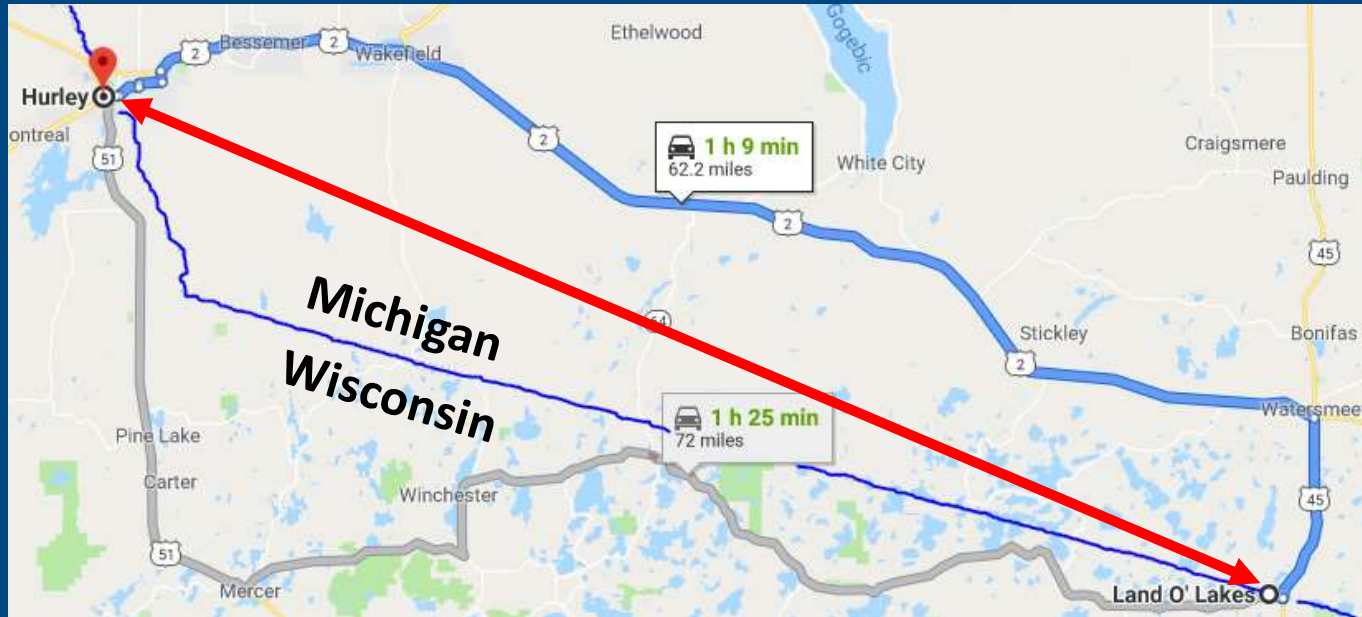 Ethelwood
Gogebic
2
Bessemer
2
Wakefield
Hurley
ontreal
51
2
1 h 9 min
62.2 miles
White City
Craigsmere
Paulding
2
45
Michigan
Wisconsin
64
Stickley
Bonifas
2
1 h 25 min
72 miles
Watersmee
Pine Lake
Carter
Winchester
45
51
Mercer
Land O' Lakes